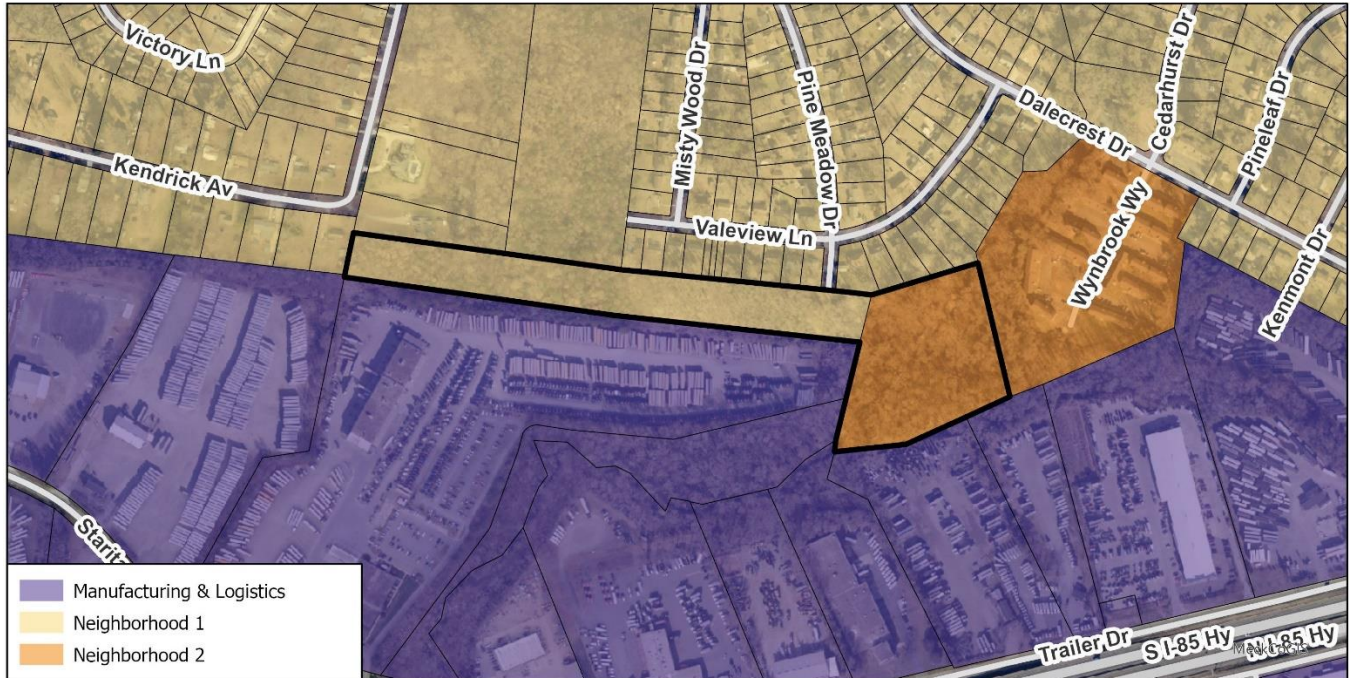 Victory Ln
Kendrick Av
Misty Wood Dr
Pine Meadow Dr
Valeview Ln
Dalecrest Dr
Cedarhurst Dr
Pineleaf Dr
Wynbrook Wy
Kenmont Dr
Manufacturing & Logistics
Neighborhood 1
Neighborhood 2
Trailer Dr
S I-85 Hy
N I-85 Hy